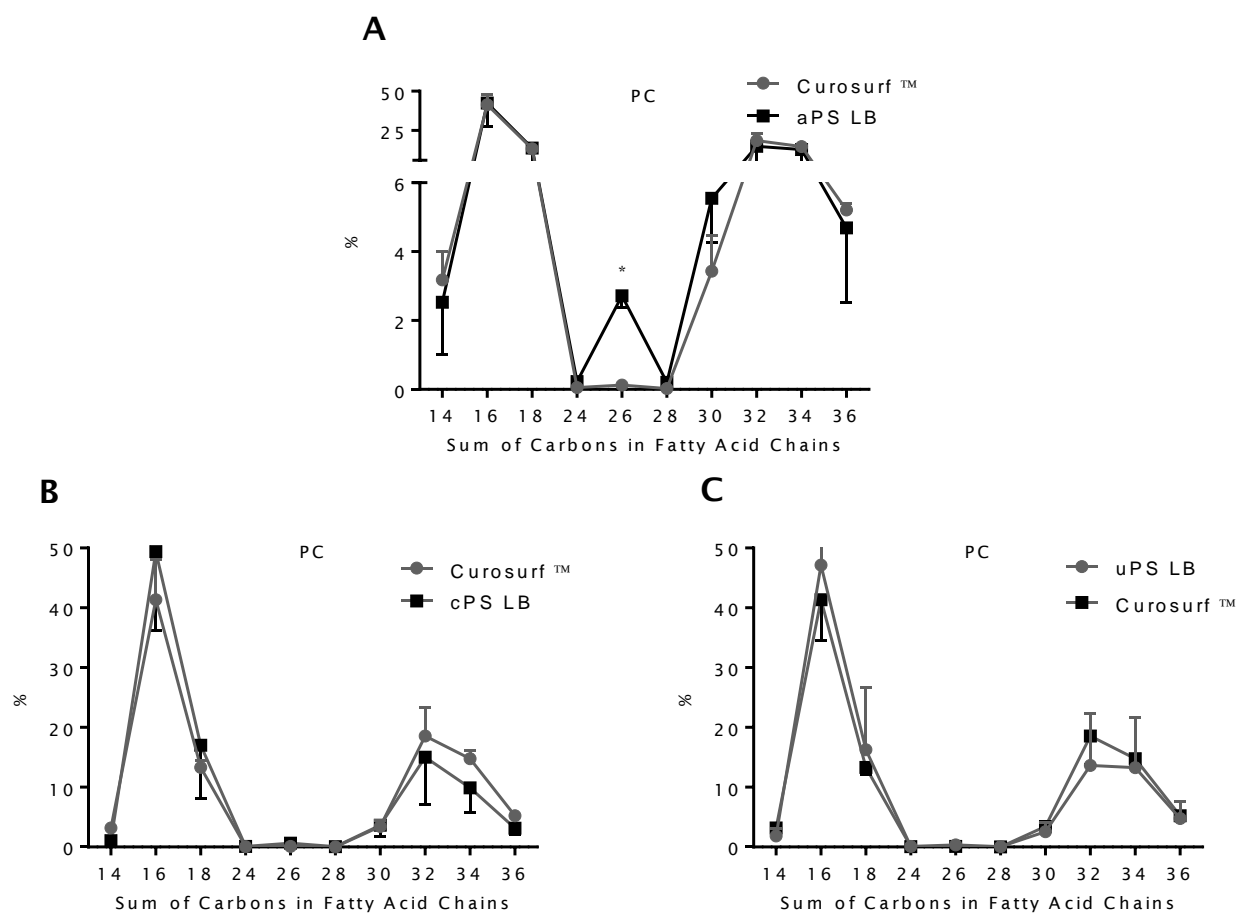 A
PC
Curosurf ™
aPS LB
50
25
6
4
2
0
%
*
14 16 18 24 26 28 30 32 34 36
Sum of Carbons in Fatty Acid Chains
B
PC
Curosurf ™
cPS LB
50
40
30
20
10
0
%
14 16 18 24 26 28 30 32 34 36
Sum of Carbons in Fatty Acid Chains
C
PC
uPS LB
Curosurf ™
50
40
30
20
10
0
%
14 16 18 24 26 28 30 32 34 36
Sum of Carbons in Fatty Acid Chains